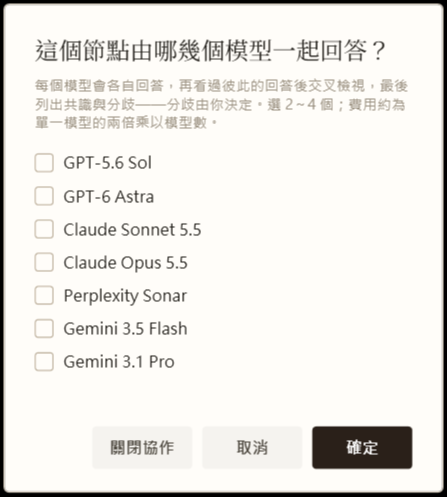 這個節點由哪幾個模型一起回答？
每個模型會各自回答，再看過彼此的回答後交叉檢視，最後
列出共識與分歧——分歧由你決定。選 2～4 個；費用約為
單一模型的兩倍乘以模型數。
GPT-5.6 Sol
GPT-6 Astra
Claude Sonnet 5.5
Claude Opus 5.5
Perplexity Sonar
Gemini 3.5 Flash
Gemini 3.1 Pro
關閉協作 取消 確定